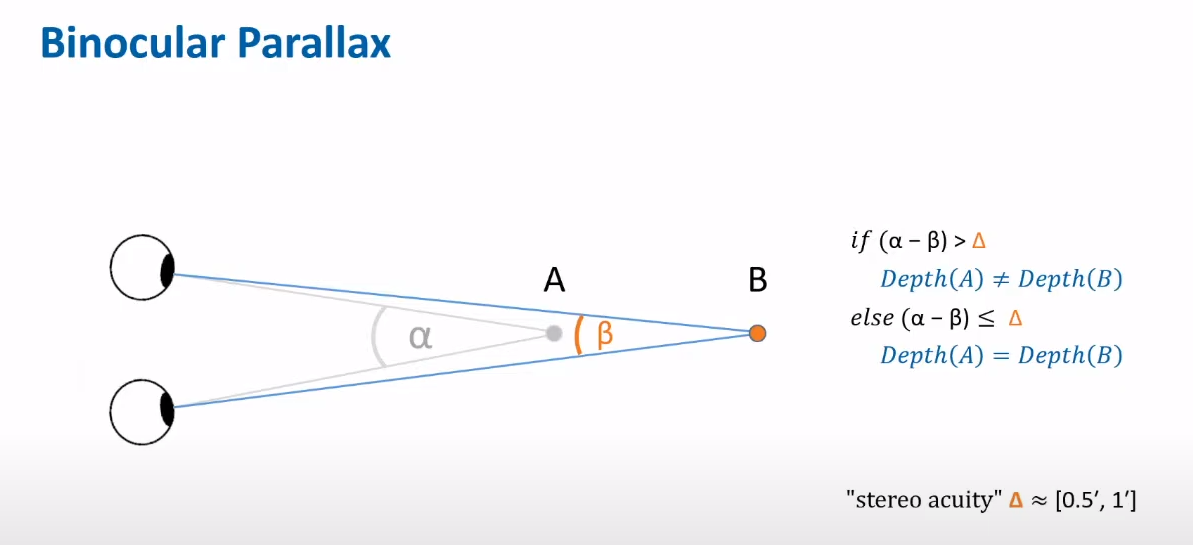 Binocular Parallax
A
B
α
β
if (α − β) > Δ
Depth(A) ≠ Depth(B)
else (α − β) ≤ Δ
Depth(A) = Depth(B)
"stereo acuity" Δ ≈ [0.5′, 1′]